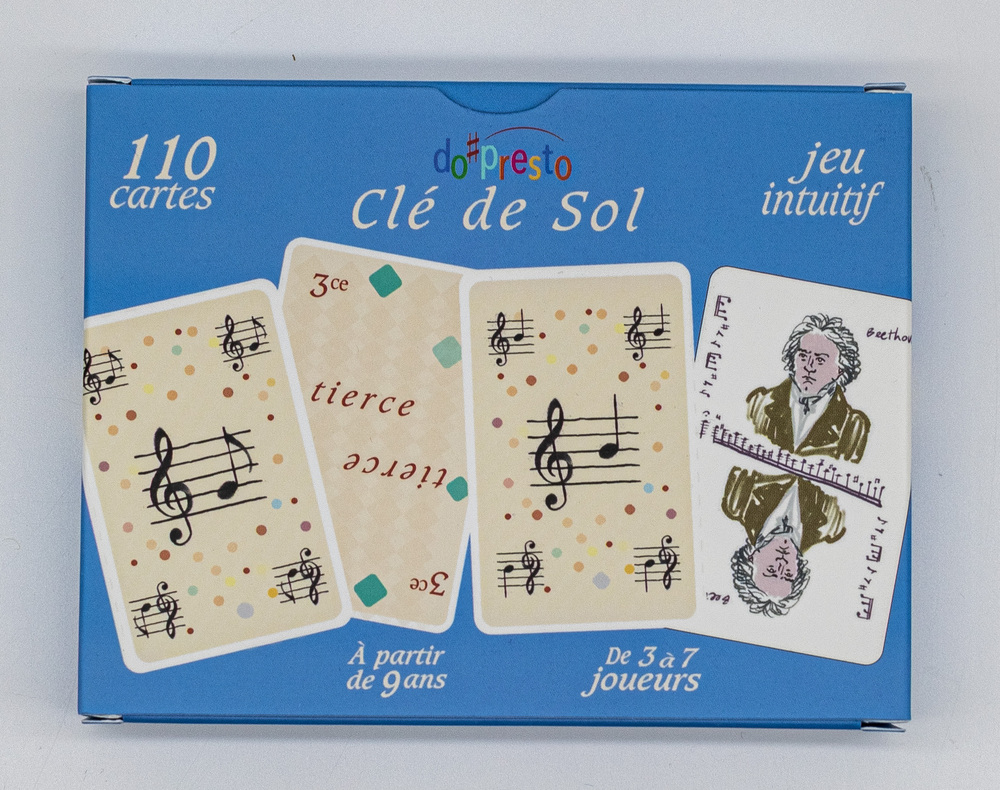 110
cartes
do#presto
Clé de Sol
jeu
intuitif
3ce
tierce
tierce
3ce
Beethov
À partir
de 9 ans
De 3 à 7
joueurs